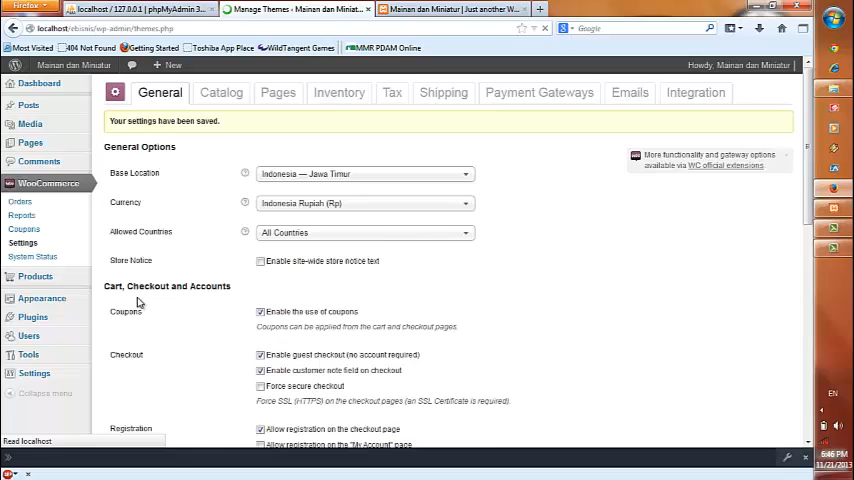 Firefox
localhost / 127.0.0.1 | phpMyAdmin 3....
Manage Themes ‹ Mainan dan Miniat...
Mainan dan Miniatur | Just another W...
localhost/ebisnis/wp-admin/themes.php
Google
Most Visited
404 Not Found
Getting Started
Toshiba App Place
WildTangent Games
MMR PDAM Online
Mainan dan Miniatur
+ New
Howdy, Mainan dan Miniatur
Dashboard
Posts
Media
Pages
Comments
WooCommerce
Orders
Reports
Coupons
Settings
System Status
Products
Appearance
Plugins
Users
Tools
Settings
Collapse menu
General
Catalog
Pages
Inventory
Tax
Shipping
Payment Gateways
Emails
Integration
Your settings have been saved.
General Options
More functionality and gateway options
available via WC official extensions.
Base Location
Indonesia — Jawa Timur
Currency
Indonesia Rupiah (Rp)
Allowed Countries
All Countries
Store Notice
Enable site-wide store notice text
Cart, Checkout and Accounts
Coupons
Enable the use of coupons
Coupons can be applied from the cart and checkout pages.
Checkout
Enable guest checkout (no account required)
Enable customer note field on checkout
Force secure checkout
Force SSL (HTTPS) on the checkout pages (an SSL Certificate is required).
Registration
Allow registration on the checkout page
Allow registration on the "My Account" page
Read localhost
EN
6:46 PM
11/21/2013